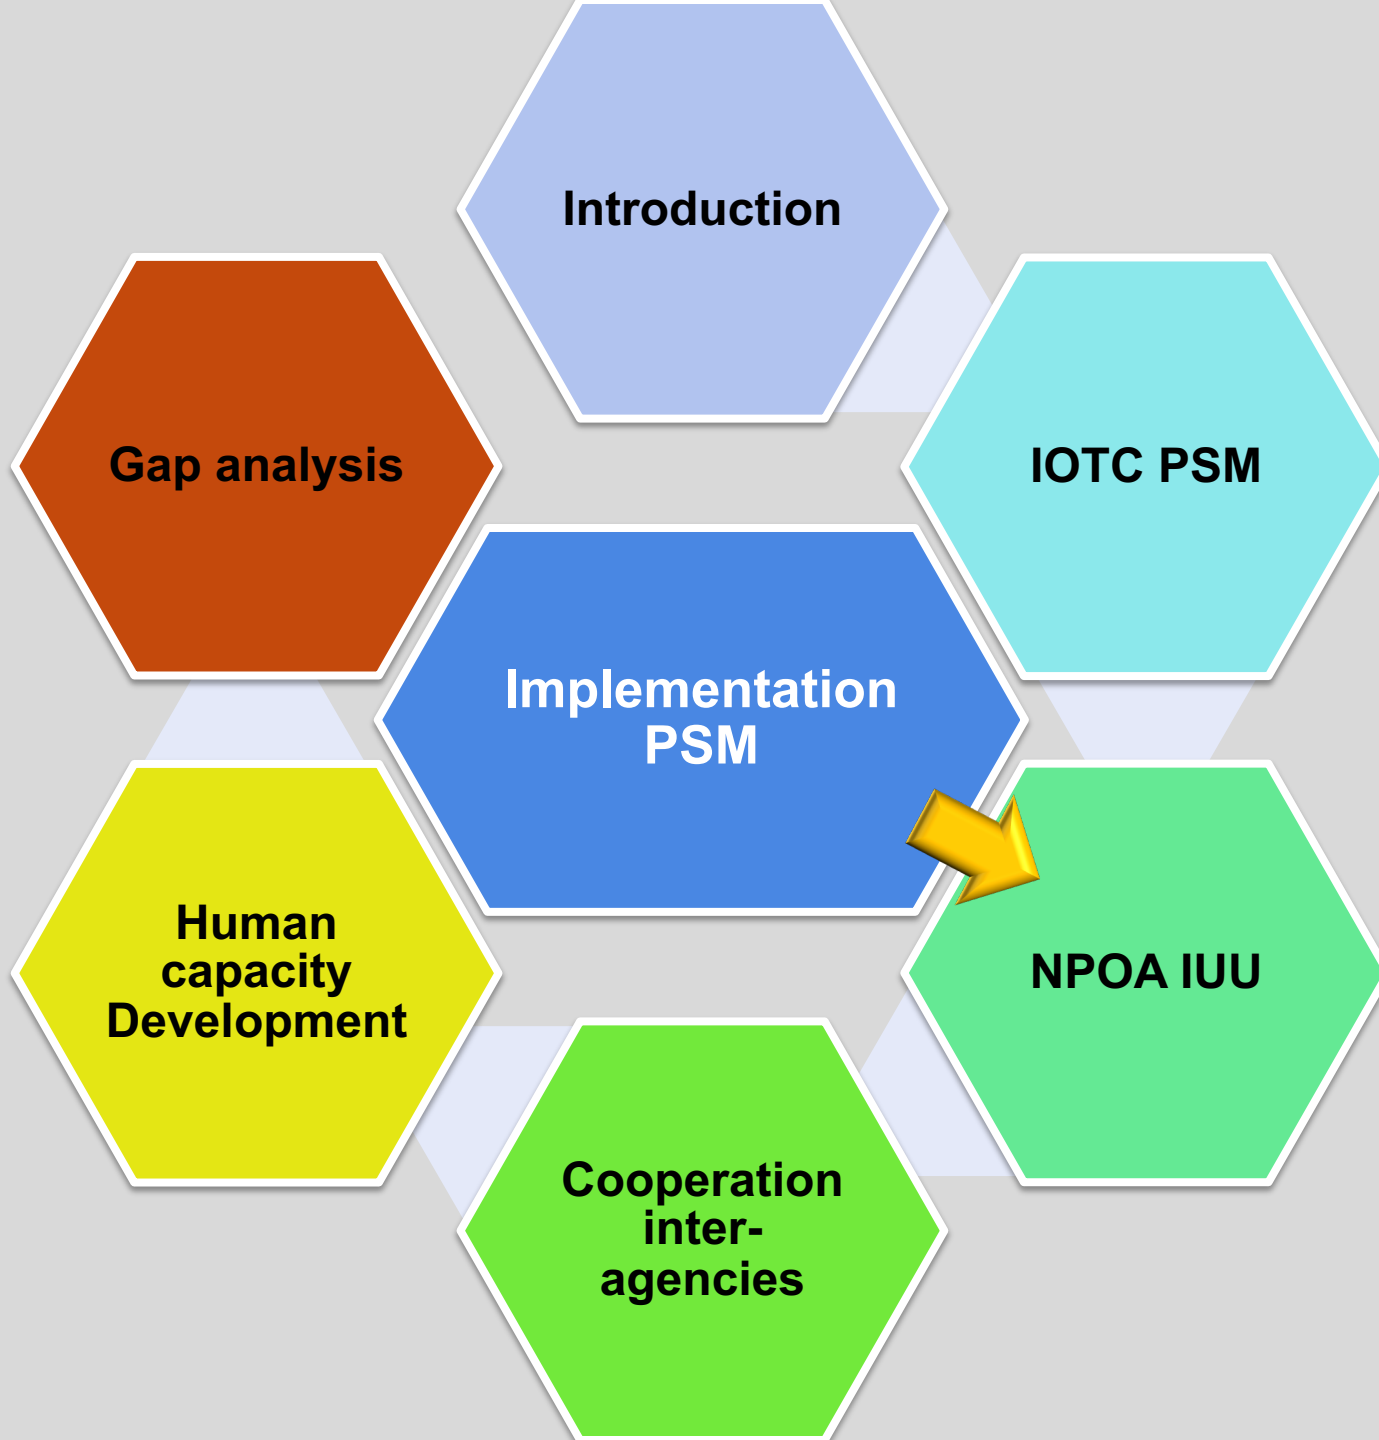 Introduction
Gap analysis
IOTC PSM
Implementation
PSM
Human
capacity
Development
NPOA IUU
Cooperation
inter-
agencies